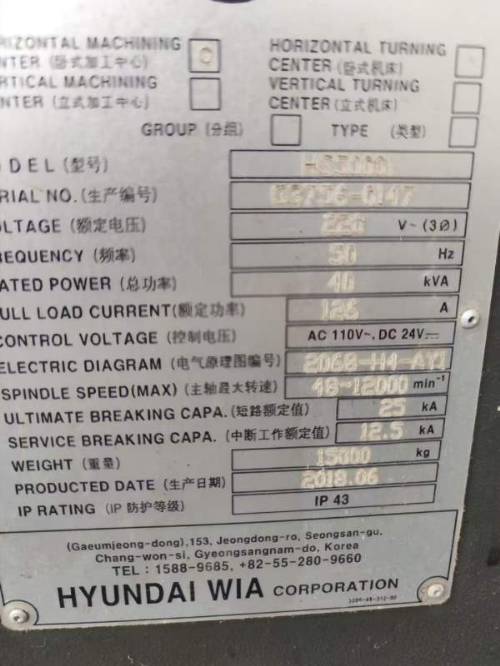 RIZONTAL MACHINING
NTER (卧式加工中心)
RTICAL MACHINING
NTER (立式加工中心)
HORIZONTAL TURNING
CENTER (卧式机床)
VERTICAL TURNING
CENTER (立式机床)
GROUP (分组) TYPE (类型)
DEL (型号)
RIAL NO. (生产编号)
LTAGE (额定电压) V~(3Ø)
REQUENCY (频率) 50 Hz
ATED POWER (总功率) 40 kVA
ULL LOAD CURRENT(额定功率) 126 A
CONTROL VOLTAGE (控制电压) AC 110V~, DC 24V
ELECTRIC DIAGRAM (电气原理图编号)
SPINDLE SPEED(MAX) (主轴最大转速) 48-12000 min⁻¹
ULTIMATE BREAKING CAPA. (短路额定值) 25 kA
SERVICE BREAKING CAPA. (中断工作额定值) 12.5 kA
WEIGHT (重量) 15000 kg
PRODUCTED DATE (生产日期) 2018.06
IP RATING (IP 防护等级) IP 43
(Gaeumjeong-dong),153, Jeongdong-ro, Seongsan-gu,
Chang-won-si, Gyeongsangnam-do, Korea
TEL : 1588-9685, +82-55-280-9660
HYUNDAI WIA CORPORATION